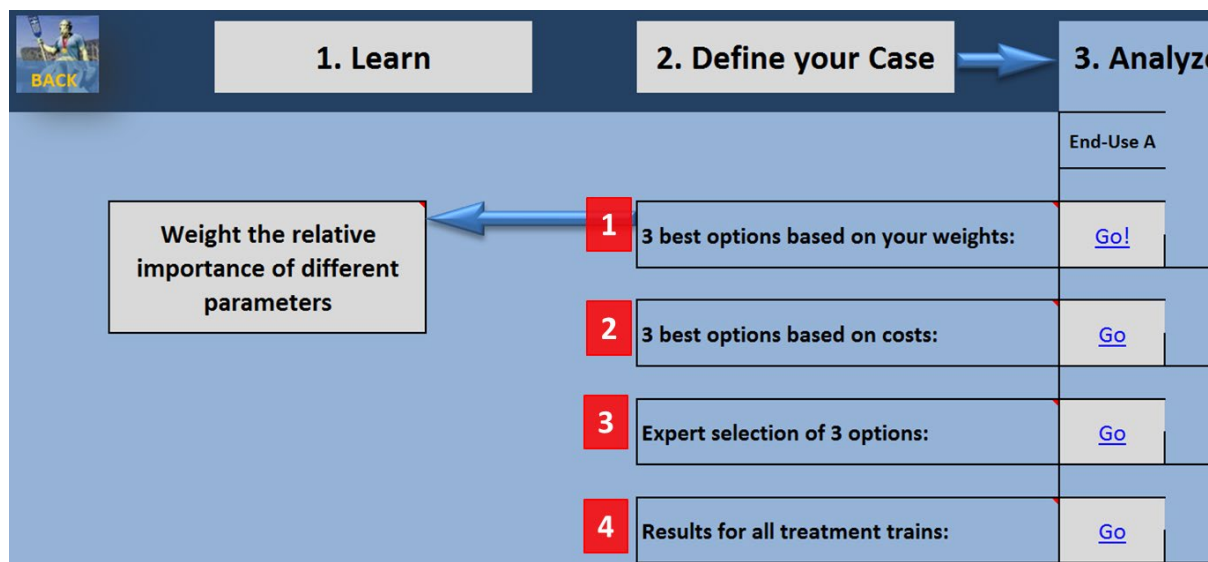 BACK
1. Learn
2. Define your Case
3. Analyze
End-Use A
Weight the relative
importance of different
parameters
1
3 best options based on your weights:
Go!
2
3 best options based on costs:
Go
3
Expert selection of 3 options:
Go
4
Results for all treatment trains:
Go